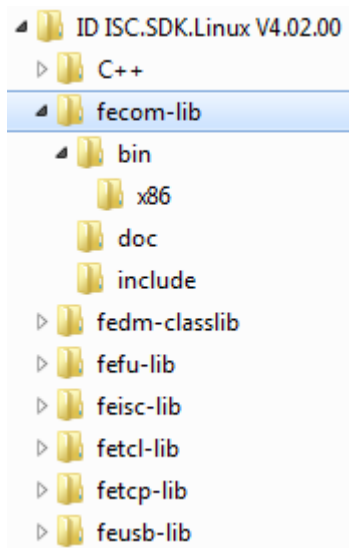 ID ISC.SDK.Linux V4.02.00
C++
fecom-lib
bin
x86
doc
include
fedm-classlib
fefu-lib
feisc-lib
fetcl-lib
fetcp-lib
feusb-lib